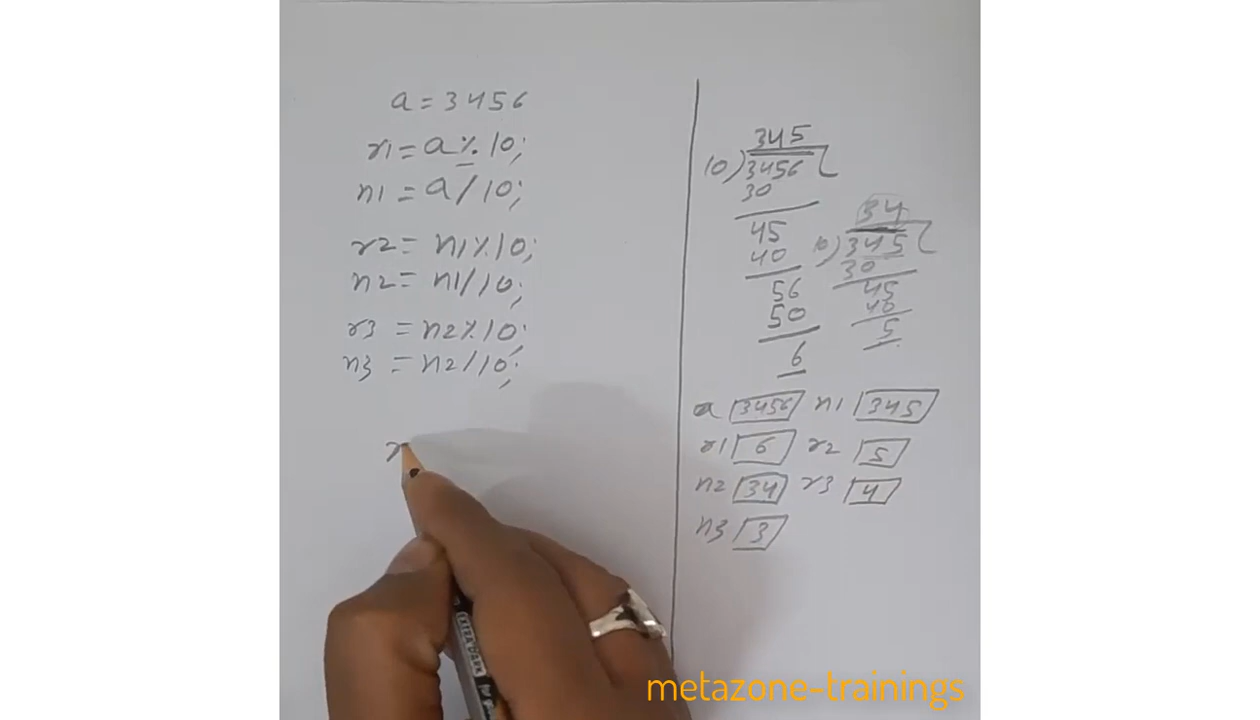 a = 3456
r1 = a % 10;
n1 = a / 10;
r2 = n1 % 10;
n2 = n1 / 10;
r3 = n2 % 10;
n3 = n2 / 10;
r
345
10 ) 3456 (
30
45
40
56
50
6
34
10 ) 345 (
30
45
40
5
a 3456 n1 345
r1 6 r2 5
n2 34 r3 4
n3 3
EXTRA DARK
metazone-trainings